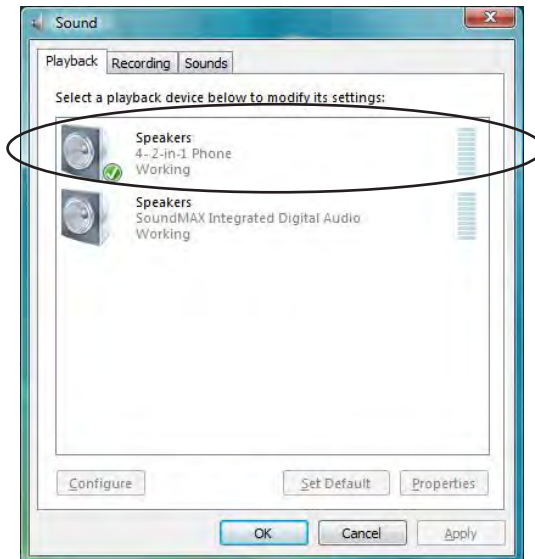 Sound
Playback Recording Sounds
Select a playback device below to modify its settings:
Speakers
4- 2-in-1 Phone
Working
Speakers
SoundMAX Integrated Digital Audio
Working
Configure Set Default Properties
OK Cancel Apply